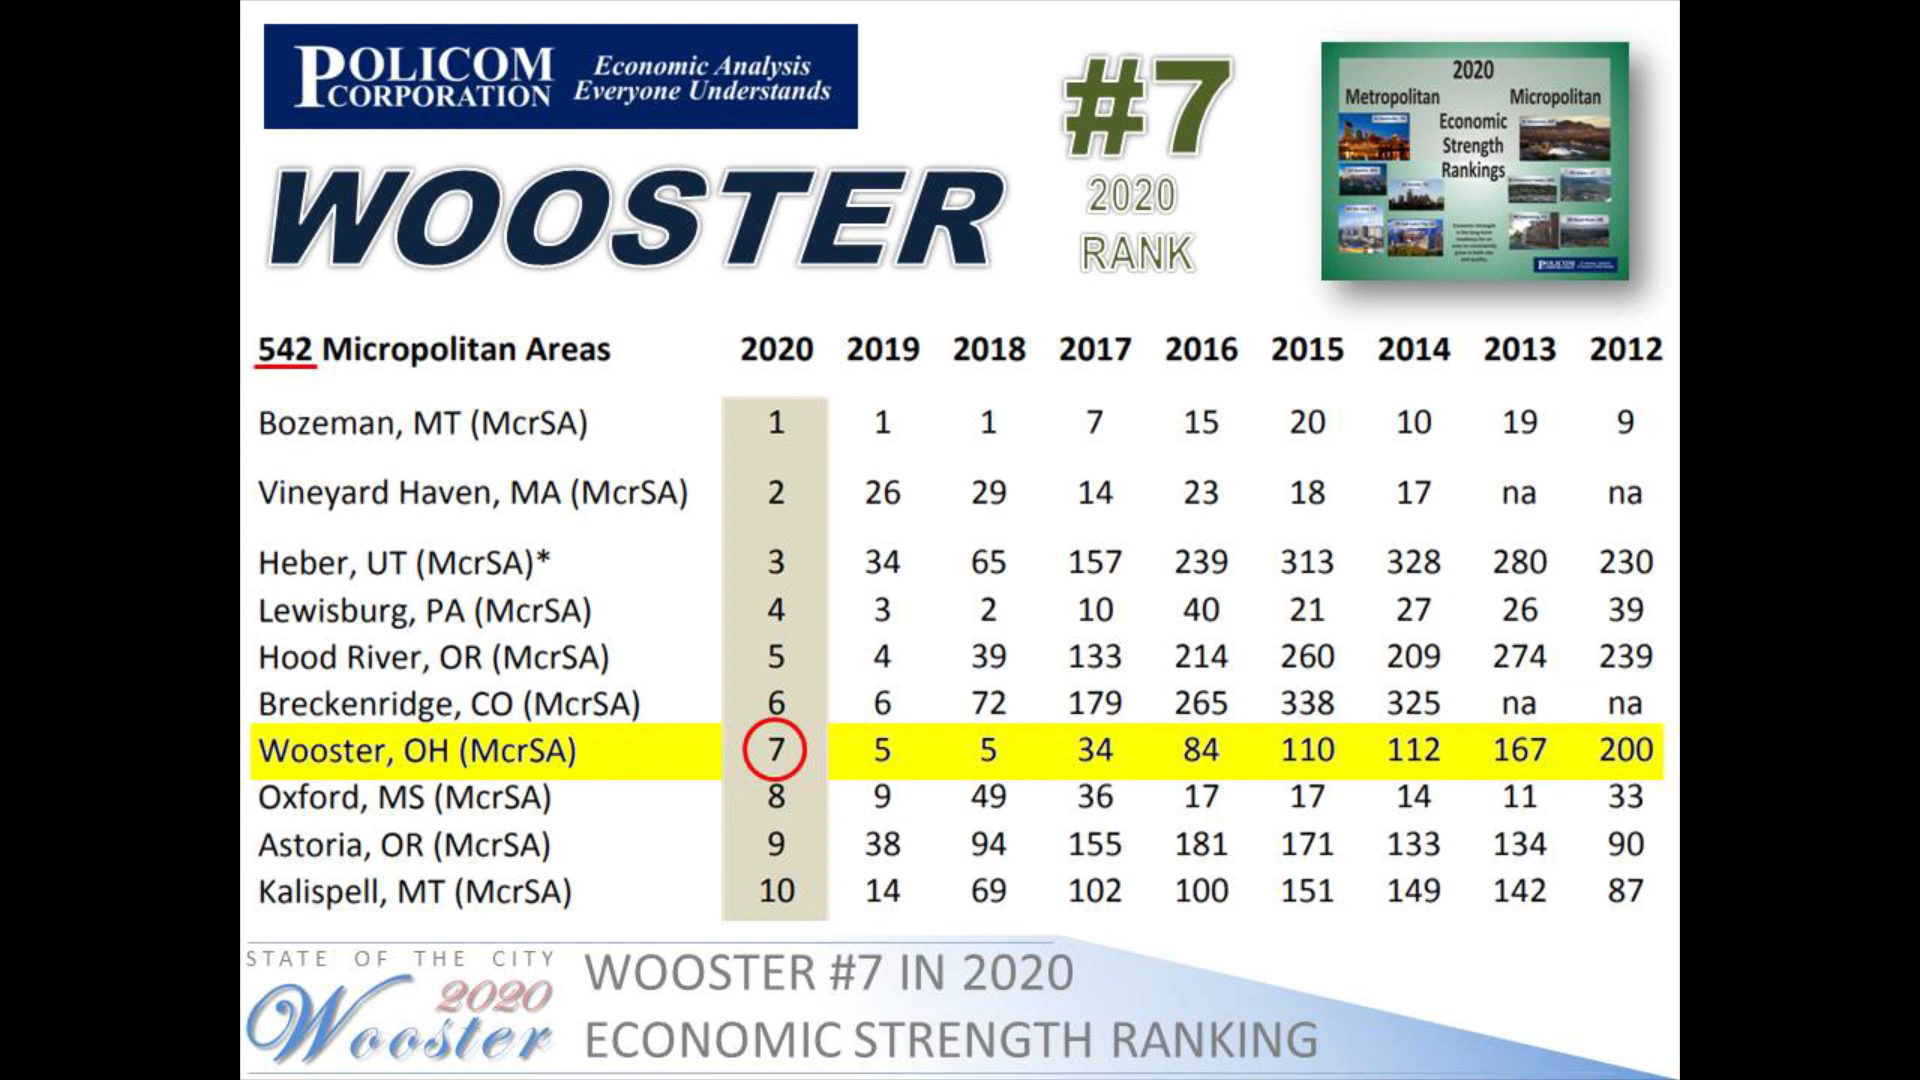 POLICOM
CORPORATION
Economic Analysis
Everyone Understands
WOOSTER
#7
2020
RANK
2020
Metropolitan Micropolitan
Economic
Strength
Rankings
POLICOM
542 Micropolitan Areas 2020 2019 2018 2017 2016 2015 2014 2013 2012
Bozeman, MT (McrSA) 1 1 1 7 15 20 10 19 9
Vineyard Haven, MA (McrSA) 2 26 29 14 23 18 17 na na
Heber, UT (McrSA)* 3 34 65 157 239 313 328 280 230
Lewisburg, PA (McrSA) 4 3 2 10 40 21 27 26 39
Hood River, OR (McrSA) 5 4 39 133 214 260 209 274 239
Breckenridge, CO (McrSA) 6 6 72 179 265 338 325 na na
Wooster, OH (McrSA) 7 5 5 34 84 110 112 167 200
Oxford, MS (McrSA) 8 9 49 36 17 17 14 11 33
Astoria, OR (McrSA) 9 38 94 155 181 171 133 134 90
Kalispell, MT (McrSA) 10 14 69 102 100 151 149 142 87
STATE OF THE CITY
2020
Wooster
WOOSTER #7 IN 2020
ECONOMIC STRENGTH RANKING